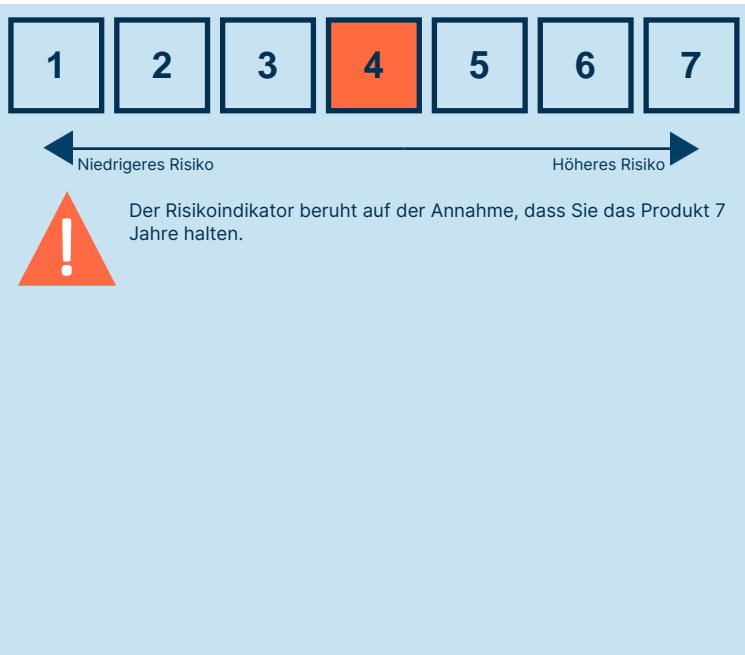 1 2 3 4 5 6 7
Niedrigeres Risiko Höheres Risiko
Der Risikoindikator beruht auf der Annahme, dass Sie das Produkt 7
Jahre halten.